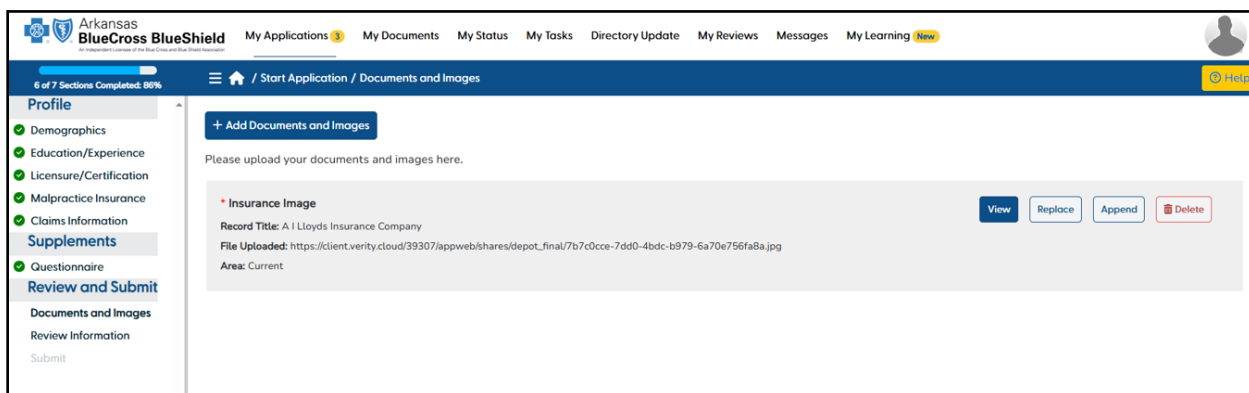 Arkansas
BlueCross BlueShield
An Independent Licensee of the Blue Cross and Blue Shield Association
My Applications 3 My Documents My Status My Tasks Directory Update My Reviews Messages My Learning New
6 of 7 Sections Completed: 86%
/ Start Application / Documents and Images
Help
Profile
Demographics
Education/Experience
Licensure/Certification
Malpractice Insurance
Claims Information
Supplements
Questionnaire
Review and Submit
Documents and Images
Review Information
Submit
+ Add Documents and Images
Please upload your documents and images here.
* Insurance Image
Record Title: A I Lloyds Insurance Company
File Uploaded: https://client.verity.cloud/39307/appweb/shares/depot_final/7b7c0cce-7dd0-4bdc-b979-6a70e756fa8a.jpg
Area: Current
View Replace Append Delete